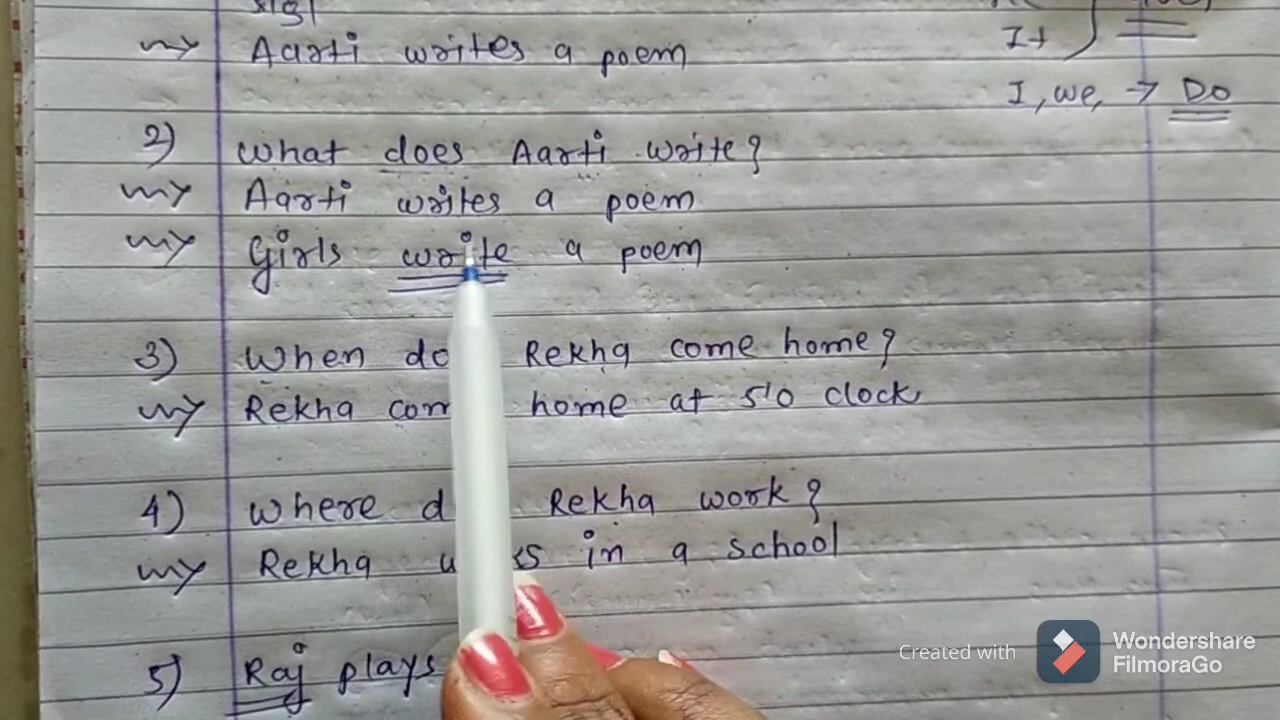 It
Aarti writes a poem
I, we, → Do
2) What does Aarti write?
Aarti writes a poem
Girls write a poem
3) When Rekha come home?
Rekha home at 5'o clock
4) Where Rekha work?
Rekha in a school
5) Raj plays
Created with Wondershare FilmoraGo